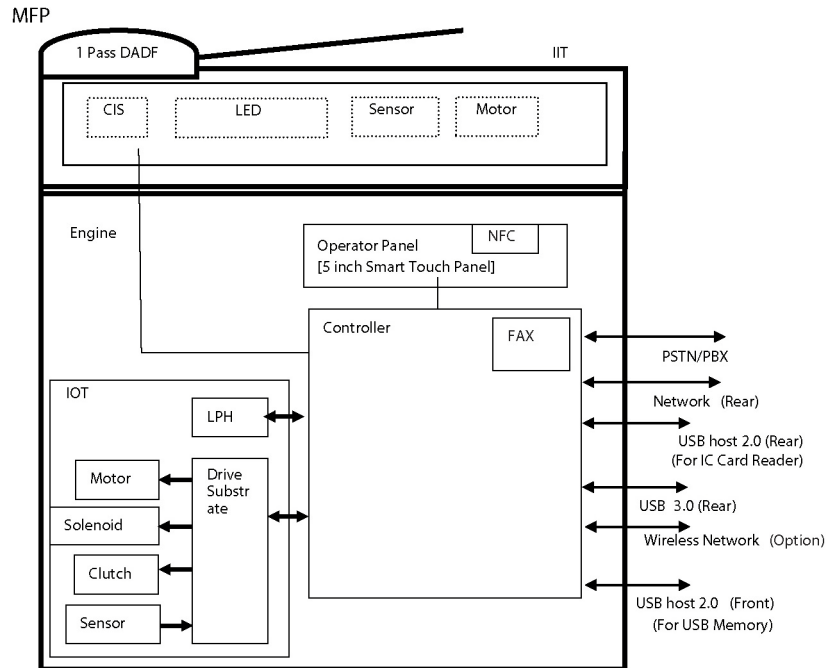 MFP
1 Pass DADF
IIT
CIS
LED
Sensor
Motor
Engine
NFC
Operator Panel
[5 inch Smart Touch Panel]
Controller
FAX
PSTN/PBX
IOT
Network (Rear)
LPH
USB host 2.0 (Rear)
(For IC Card Reader)
Motor
Drive
Substr
ate
USB 3.0 (Rear)
Solenoid
Wireless Network (Option)
Clutch
USB host 2.0 (Front)
(For USB Memory)
Sensor